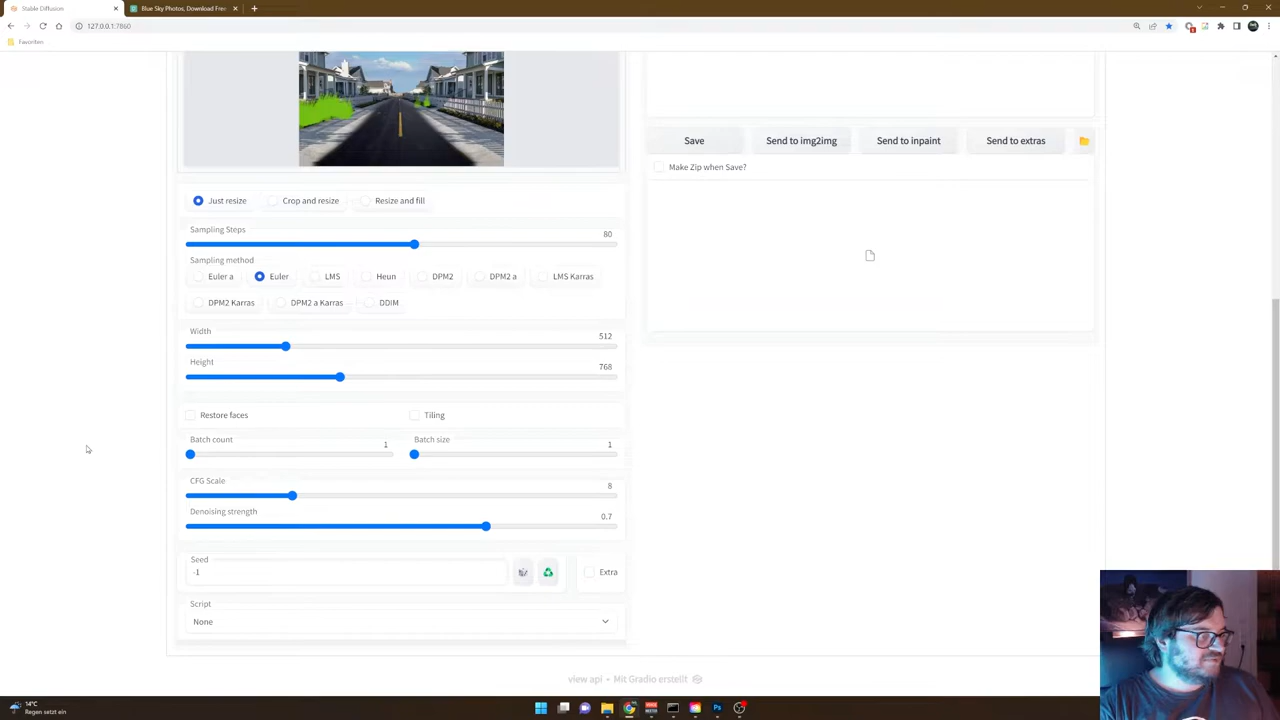 Stable Diffusion
Blue Sky Photos, Download Free
127.0.0.1:7860
Favoriten
Save
Send to img2img
Send to inpaint
Send to extras
Make Zip when Save?
Just resize
Crop and resize
Resize and fill
Sampling Steps
80
Sampling method
Euler a
Euler
LMS
Heun
DPM2
DPM2 a
LMS Karras
DPM2 Karras
DPM2 a Karras
DDIM
Width
512
Height
768
Restore faces
Tiling
Batch count
1
Batch size
1
CFG Scale
8
Denoising strength
0.7
Seed
-1
Extra
Script
None
view api • Mit Gradio erstellt
14°C
Regen setzt ein